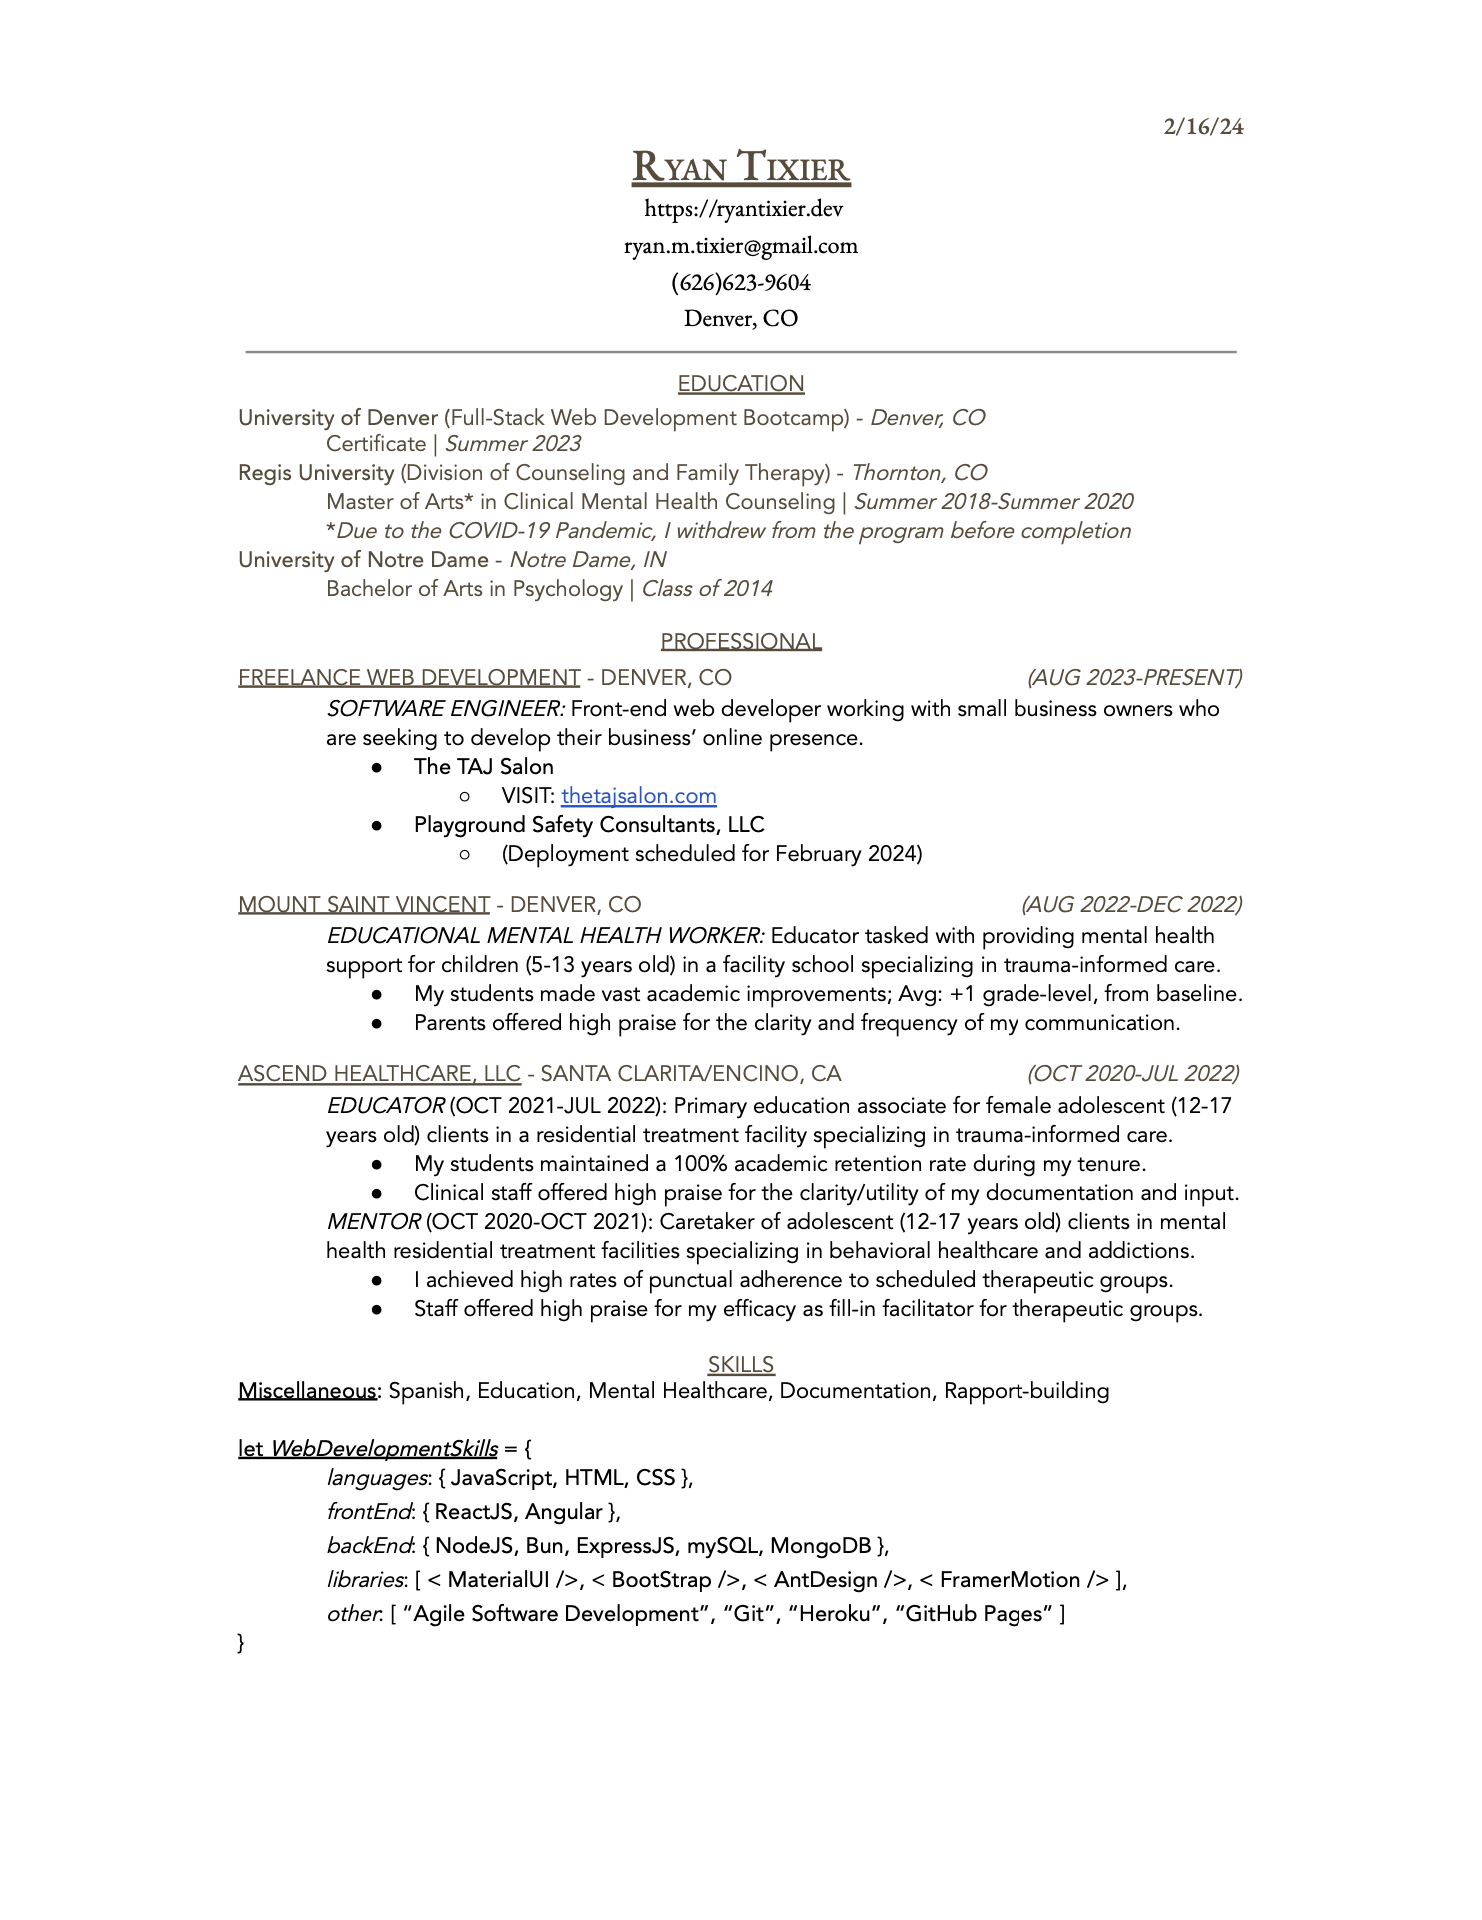 2/16/24
Ryan Tixier
https://ryantixier.dev
ryan.m.tixier@gmail.com
(626)623-9604
Denver, CO
EDUCATION
University of Denver (Full-Stack Web Development Bootcamp) - Denver, CO
Certificate | Summer 2023
Regis University (Division of Counseling and Family Therapy) - Thornton, CO
Master of Arts* in Clinical Mental Health Counseling | Summer 2018-Summer 2020
*Due to the COVID-19 Pandemic, I withdrew from the program before completion
University of Notre Dame - Notre Dame, IN
Bachelor of Arts in Psychology | Class of 2014
PROFESSIONAL
FREELANCE WEB DEVELOPMENT - DENVER, CO (AUG 2023-PRESENT)
SOFTWARE ENGINEER: Front-end web developer working with small business owners who
are seeking to develop their business’ online presence.
● The TAJ Salon
○ VISIT: thetajsalon.com
● Playground Safety Consultants, LLC
○ (Deployment scheduled for February 2024)
MOUNT SAINT VINCENT - DENVER, CO (AUG 2022-DEC 2022)
EDUCATIONAL MENTAL HEALTH WORKER: Educator tasked with providing mental health
support for children (5-13 years old) in a facility school specializing in trauma-informed care.
● My students made vast academic improvements; Avg: +1 grade-level, from baseline.
● Parents offered high praise for the clarity and frequency of my communication.
ASCEND HEALTHCARE, LLC - SANTA CLARITA/ENCINO, CA (OCT 2020-JUL 2022)
EDUCATOR (OCT 2021-JUL 2022): Primary education associate for female adolescent (12-17
years old) clients in a residential treatment facility specializing in trauma-informed care.
● My students maintained a 100% academic retention rate during my tenure.
● Clinical staff offered high praise for the clarity/utility of my documentation and input.
MENTOR (OCT 2020-OCT 2021): Caretaker of adolescent (12-17 years old) clients in mental
health residential treatment facilities specializing in behavioral healthcare and addictions.
● I achieved high rates of punctual adherence to scheduled therapeutic groups.
● Staff offered high praise for my efficacy as fill-in facilitator for therapeutic groups.
SKILLS
Miscellaneous: Spanish, Education, Mental Healthcare, Documentation, Rapport-building
let WebDevelopmentSkills = {
languages: { JavaScript, HTML, CSS },
frontEnd: { ReactJS, Angular },
backEnd: { NodeJS, Bun, ExpressJS, mySQL, MongoDB },
libraries: [ < MaterialUI />, < BootStrap />, < AntDesign />, < FramerMotion /> ],
other: [ “Agile Software Development”, “Git”, “Heroku”, “GitHub Pages” ]
}